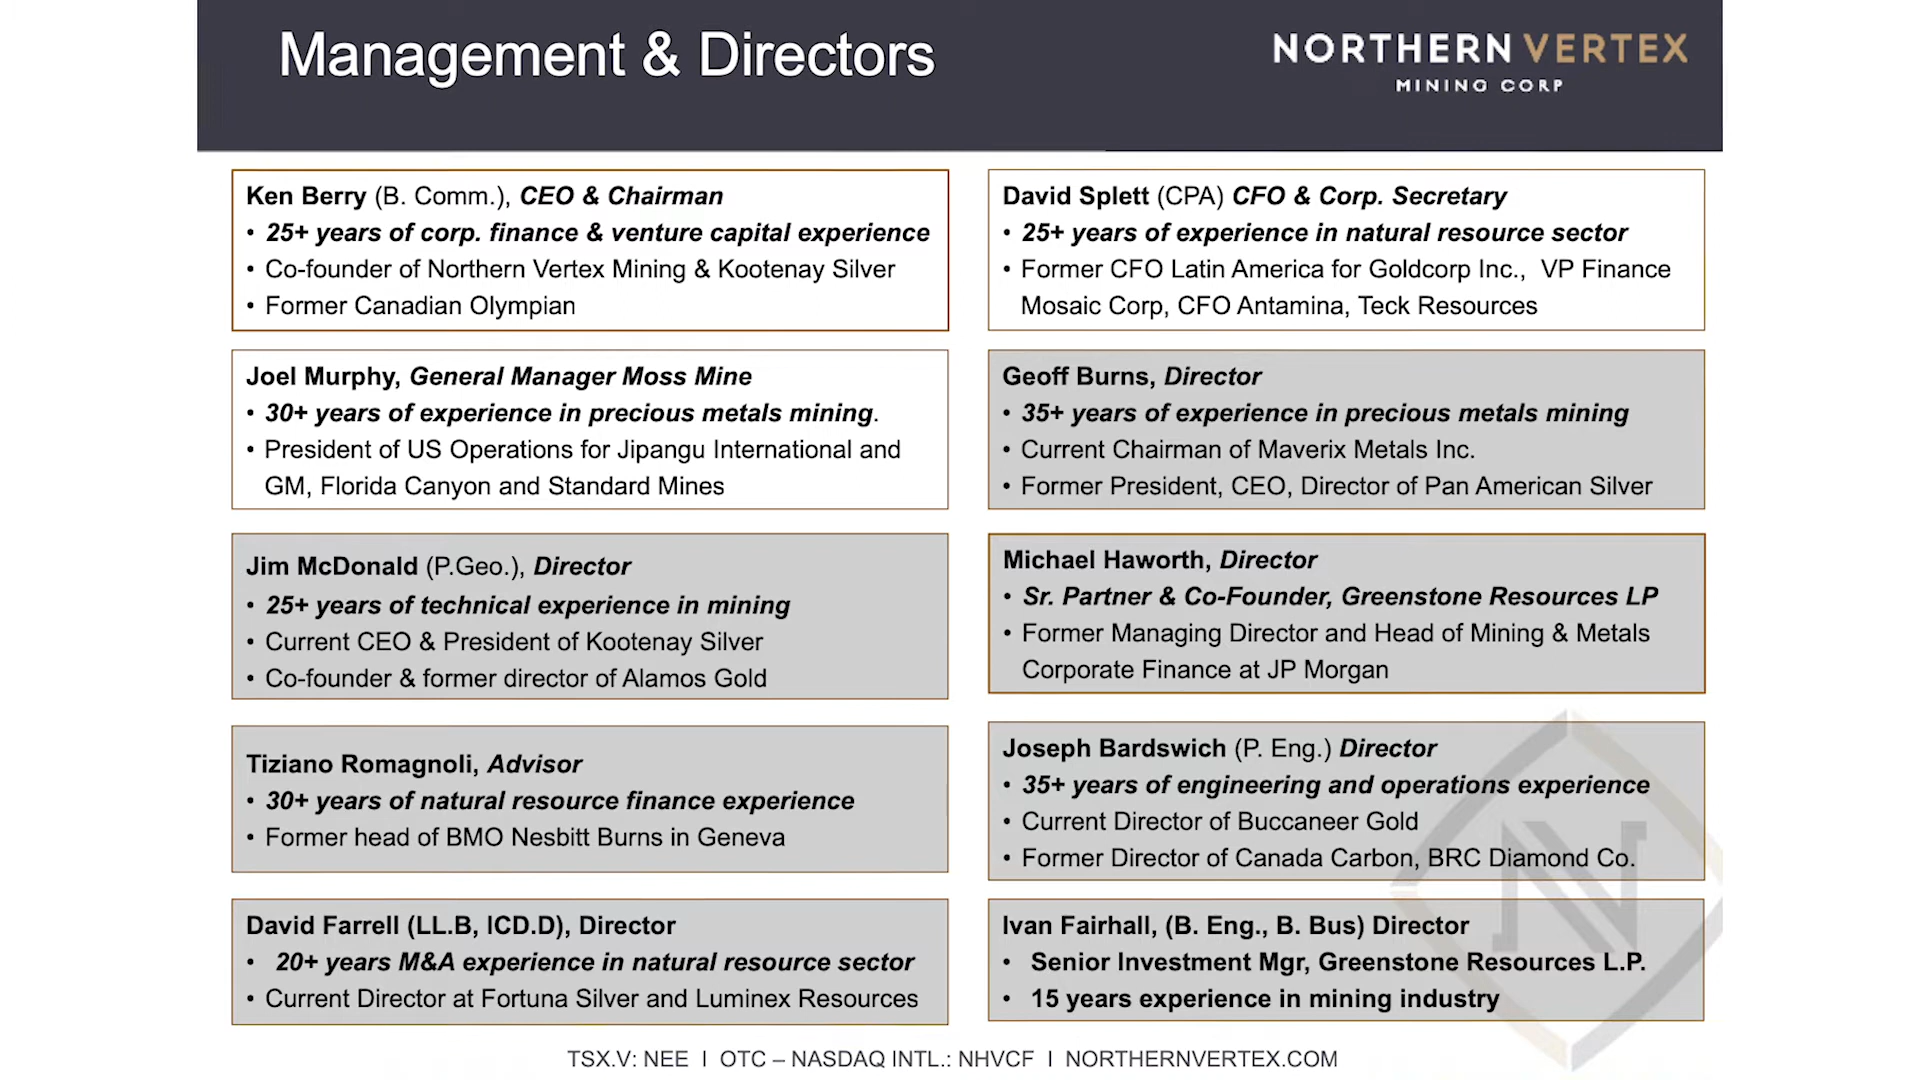 Management & Directors
NORTHERN VERTEX
MINING CORP
Ken Berry (B. Comm.), CEO & Chairman
• 25+ years of corp. finance & venture capital experience
• Co-founder of Northern Vertex Mining & Kootenay Silver
• Former Canadian Olympian
David Splett (CPA) CFO & Corp. Secretary
• 25+ years of experience in natural resource sector
• Former CFO Latin America for Goldcorp Inc., VP Finance
Mosaic Corp, CFO Antamina, Teck Resources
Joel Murphy, General Manager Moss Mine
• 30+ years of experience in precious metals mining.
• President of US Operations for Jipangu International and
GM, Florida Canyon and Standard Mines
Geoff Burns, Director
• 35+ years of experience in precious metals mining
• Current Chairman of Maverix Metals Inc.
• Former President, CEO, Director of Pan American Silver
Jim McDonald (P.Geo.), Director
• 25+ years of technical experience in mining
• Current CEO & President of Kootenay Silver
• Co-founder & former director of Alamos Gold
Michael Haworth, Director
• Sr. Partner & Co-Founder, Greenstone Resources LP
• Former Managing Director and Head of Mining & Metals
Corporate Finance at JP Morgan
Tiziano Romagnoli, Advisor
• 30+ years of natural resource finance experience
• Former head of BMO Nesbitt Burns in Geneva
Joseph Bardswich (P. Eng.) Director
• 35+ years of engineering and operations experience
• Current Director of Buccaneer Gold
• Former Director of Canada Carbon, BRC Diamond Co.
David Farrell (LL.B, ICD.D), Director
• 20+ years M&A experience in natural resource sector
• Current Director at Fortuna Silver and Luminex Resources
Ivan Fairhall, (B. Eng., B. Bus) Director
• Senior Investment Mgr, Greenstone Resources L.P.
• 15 years experience in mining industry
TSX.V: NEE I OTC – NASDAQ INTL.: NHVCF I NORTHERNVERTEX.COM